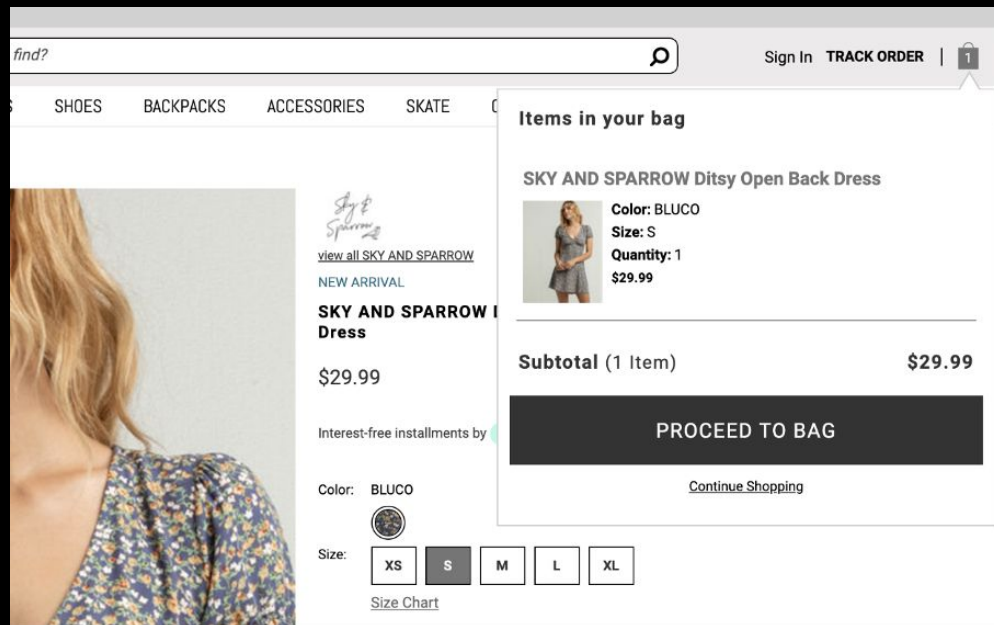 find?
Sign In TRACK ORDER | 1
SHOES BACKPACKS ACCESSORIES SKATE
Items in your bag
SKY AND SPARROW Ditsy Open Back Dress
Color: BLUCO
Size: S
Quantity: 1
$29.99
Subtotal (1 Item) $29.99
PROCEED TO BAG
Continue Shopping
Sky &
Sparrow
view all SKY AND SPARROW
NEW ARRIVAL
SKY AND SPARROW
Dress
$29.99
Interest-free installments by
Color: BLUCO
Size: XS S M L XL
Size Chart